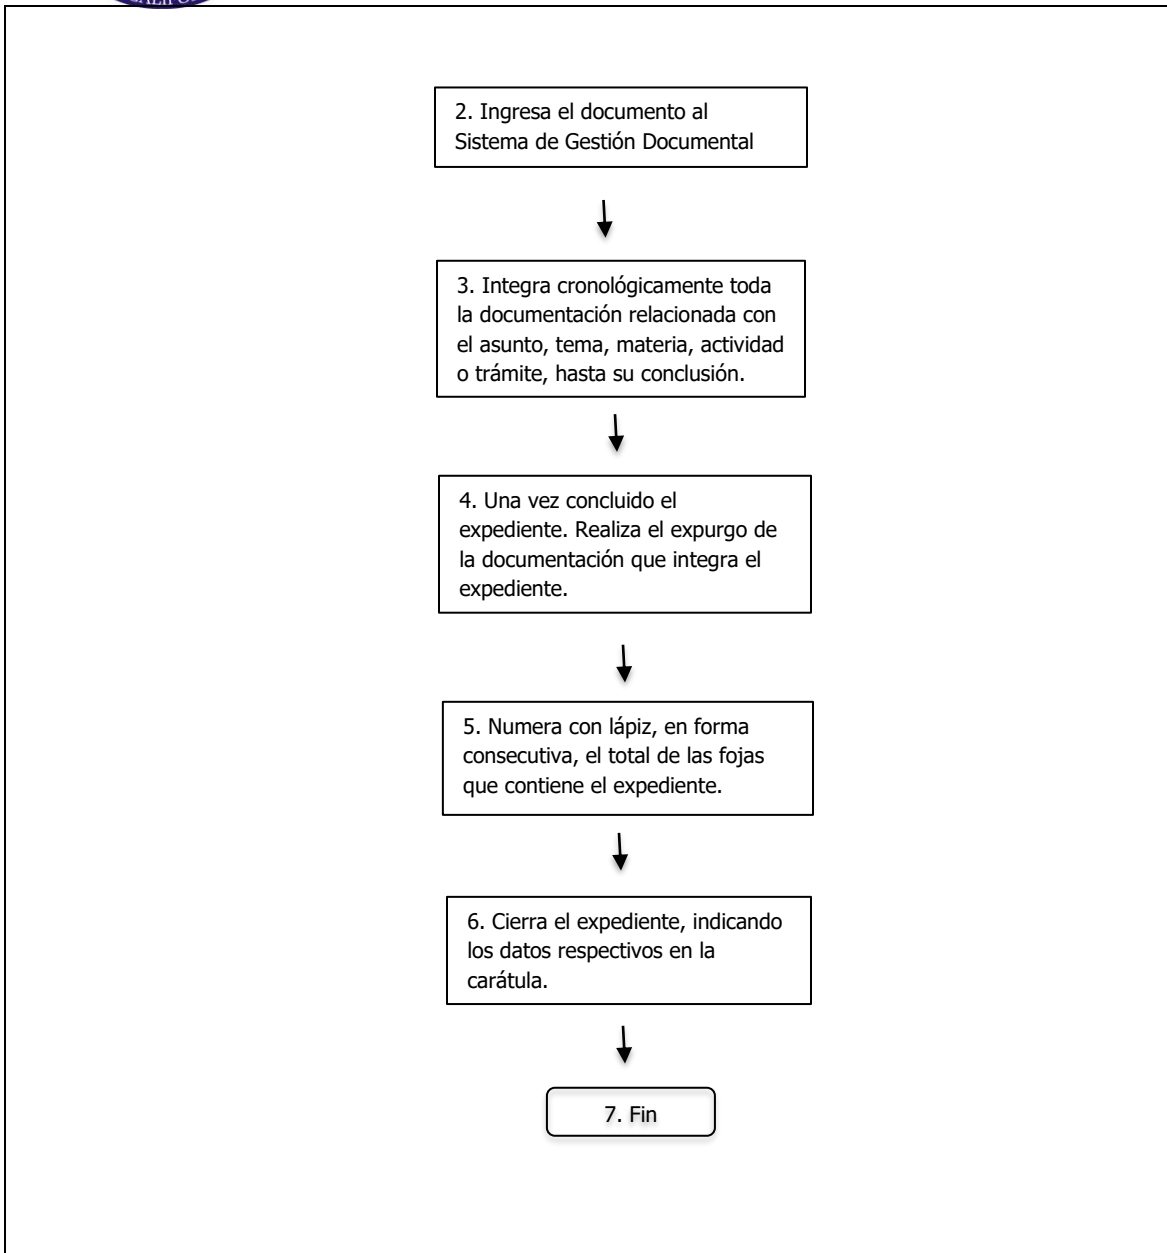 2. Ingresa el documento al
Sistema de Gestión Documental
3. Integra cronológicamente toda
la documentación relacionada con
el asunto, tema, materia, actividad
o trámite, hasta su conclusión.
4. Una vez concluido el
expediente. Realiza el expurgo de
la documentación que integra el
expediente.
5. Numera con lápiz, en forma
consecutiva, el total de las fojas
que contiene el expediente.
6. Cierra el expediente, indicando
los datos respectivos en la
carátula.
7. Fin